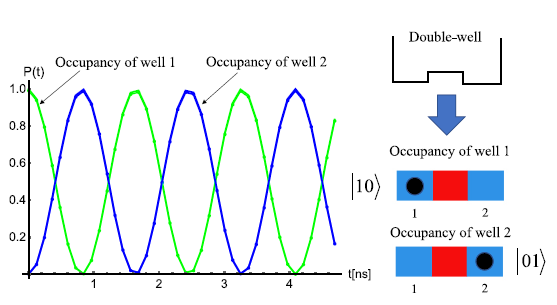 Double-well
Occupancy of well 1
Occupancy of well 2
P(t)
1.0
0.8
0.6
0.4
0.2
1
2
3
4
t[ns]
Occupancy of well 1
|10⟩
1
2
Occupancy of well 2
|01⟩
1
2